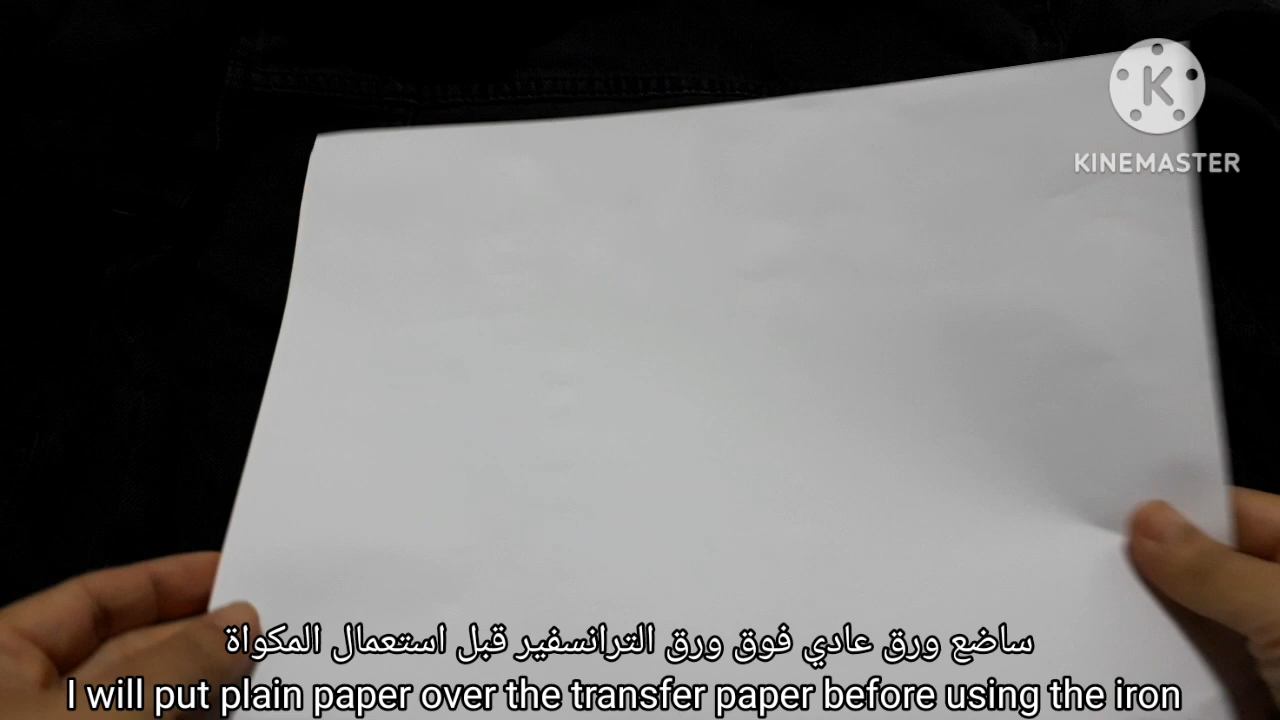 K
KINEMASTER
ساضع ورق عادي فوق ورق الترانسفير قبل استعمال المكواة
I will put plain paper over the transfer paper before using the iron